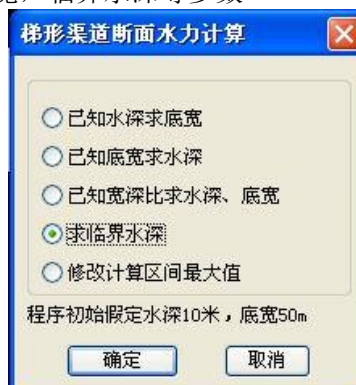 梯形渠道断面水力计算
已知水深求底宽
已知底宽求水深
已知宽深比求水深、底宽
求临界水深
修改计算区间最大值
程序初始假定水深10米，底宽50m
确定
取消